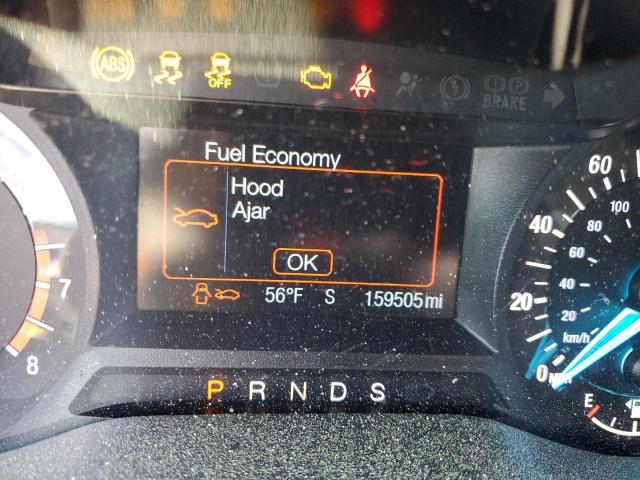 ABS
OFF
BRAKE
Fuel Economy
Hood
Ajar
OK
56°F S 159505mi
P R N D S
7
8
60
40
20
0
100
80
60
40
20
km/h
E